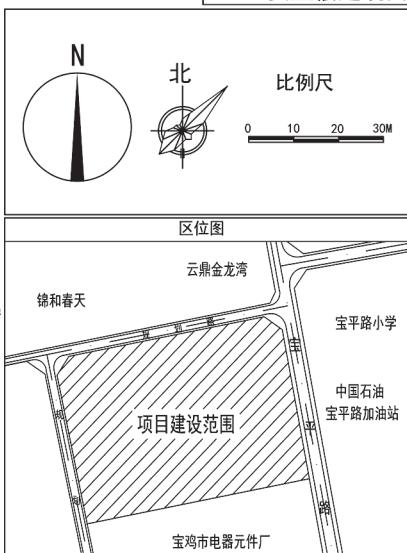 N
北
比例尺
0 10 20 30M
区位图
云鼎金龙湾
锦和春天
路
宝平路小学
宝
中国石油
宝平路加油站
项目建设范围
平
路
宝鸡市电器元件厂